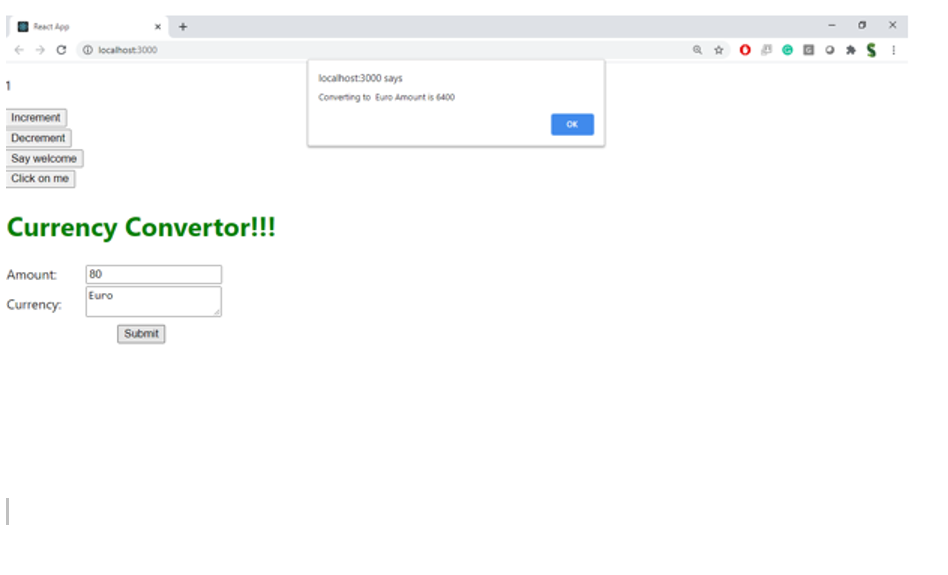 React App
localhost:3000
localhost:3000 says
Converting to Euro Amount is 6400
OK
1
Increment
Decrement
Say welcome
Click on me
Currency Convertor!!!
Amount: 80
Currency: Euro
Submit